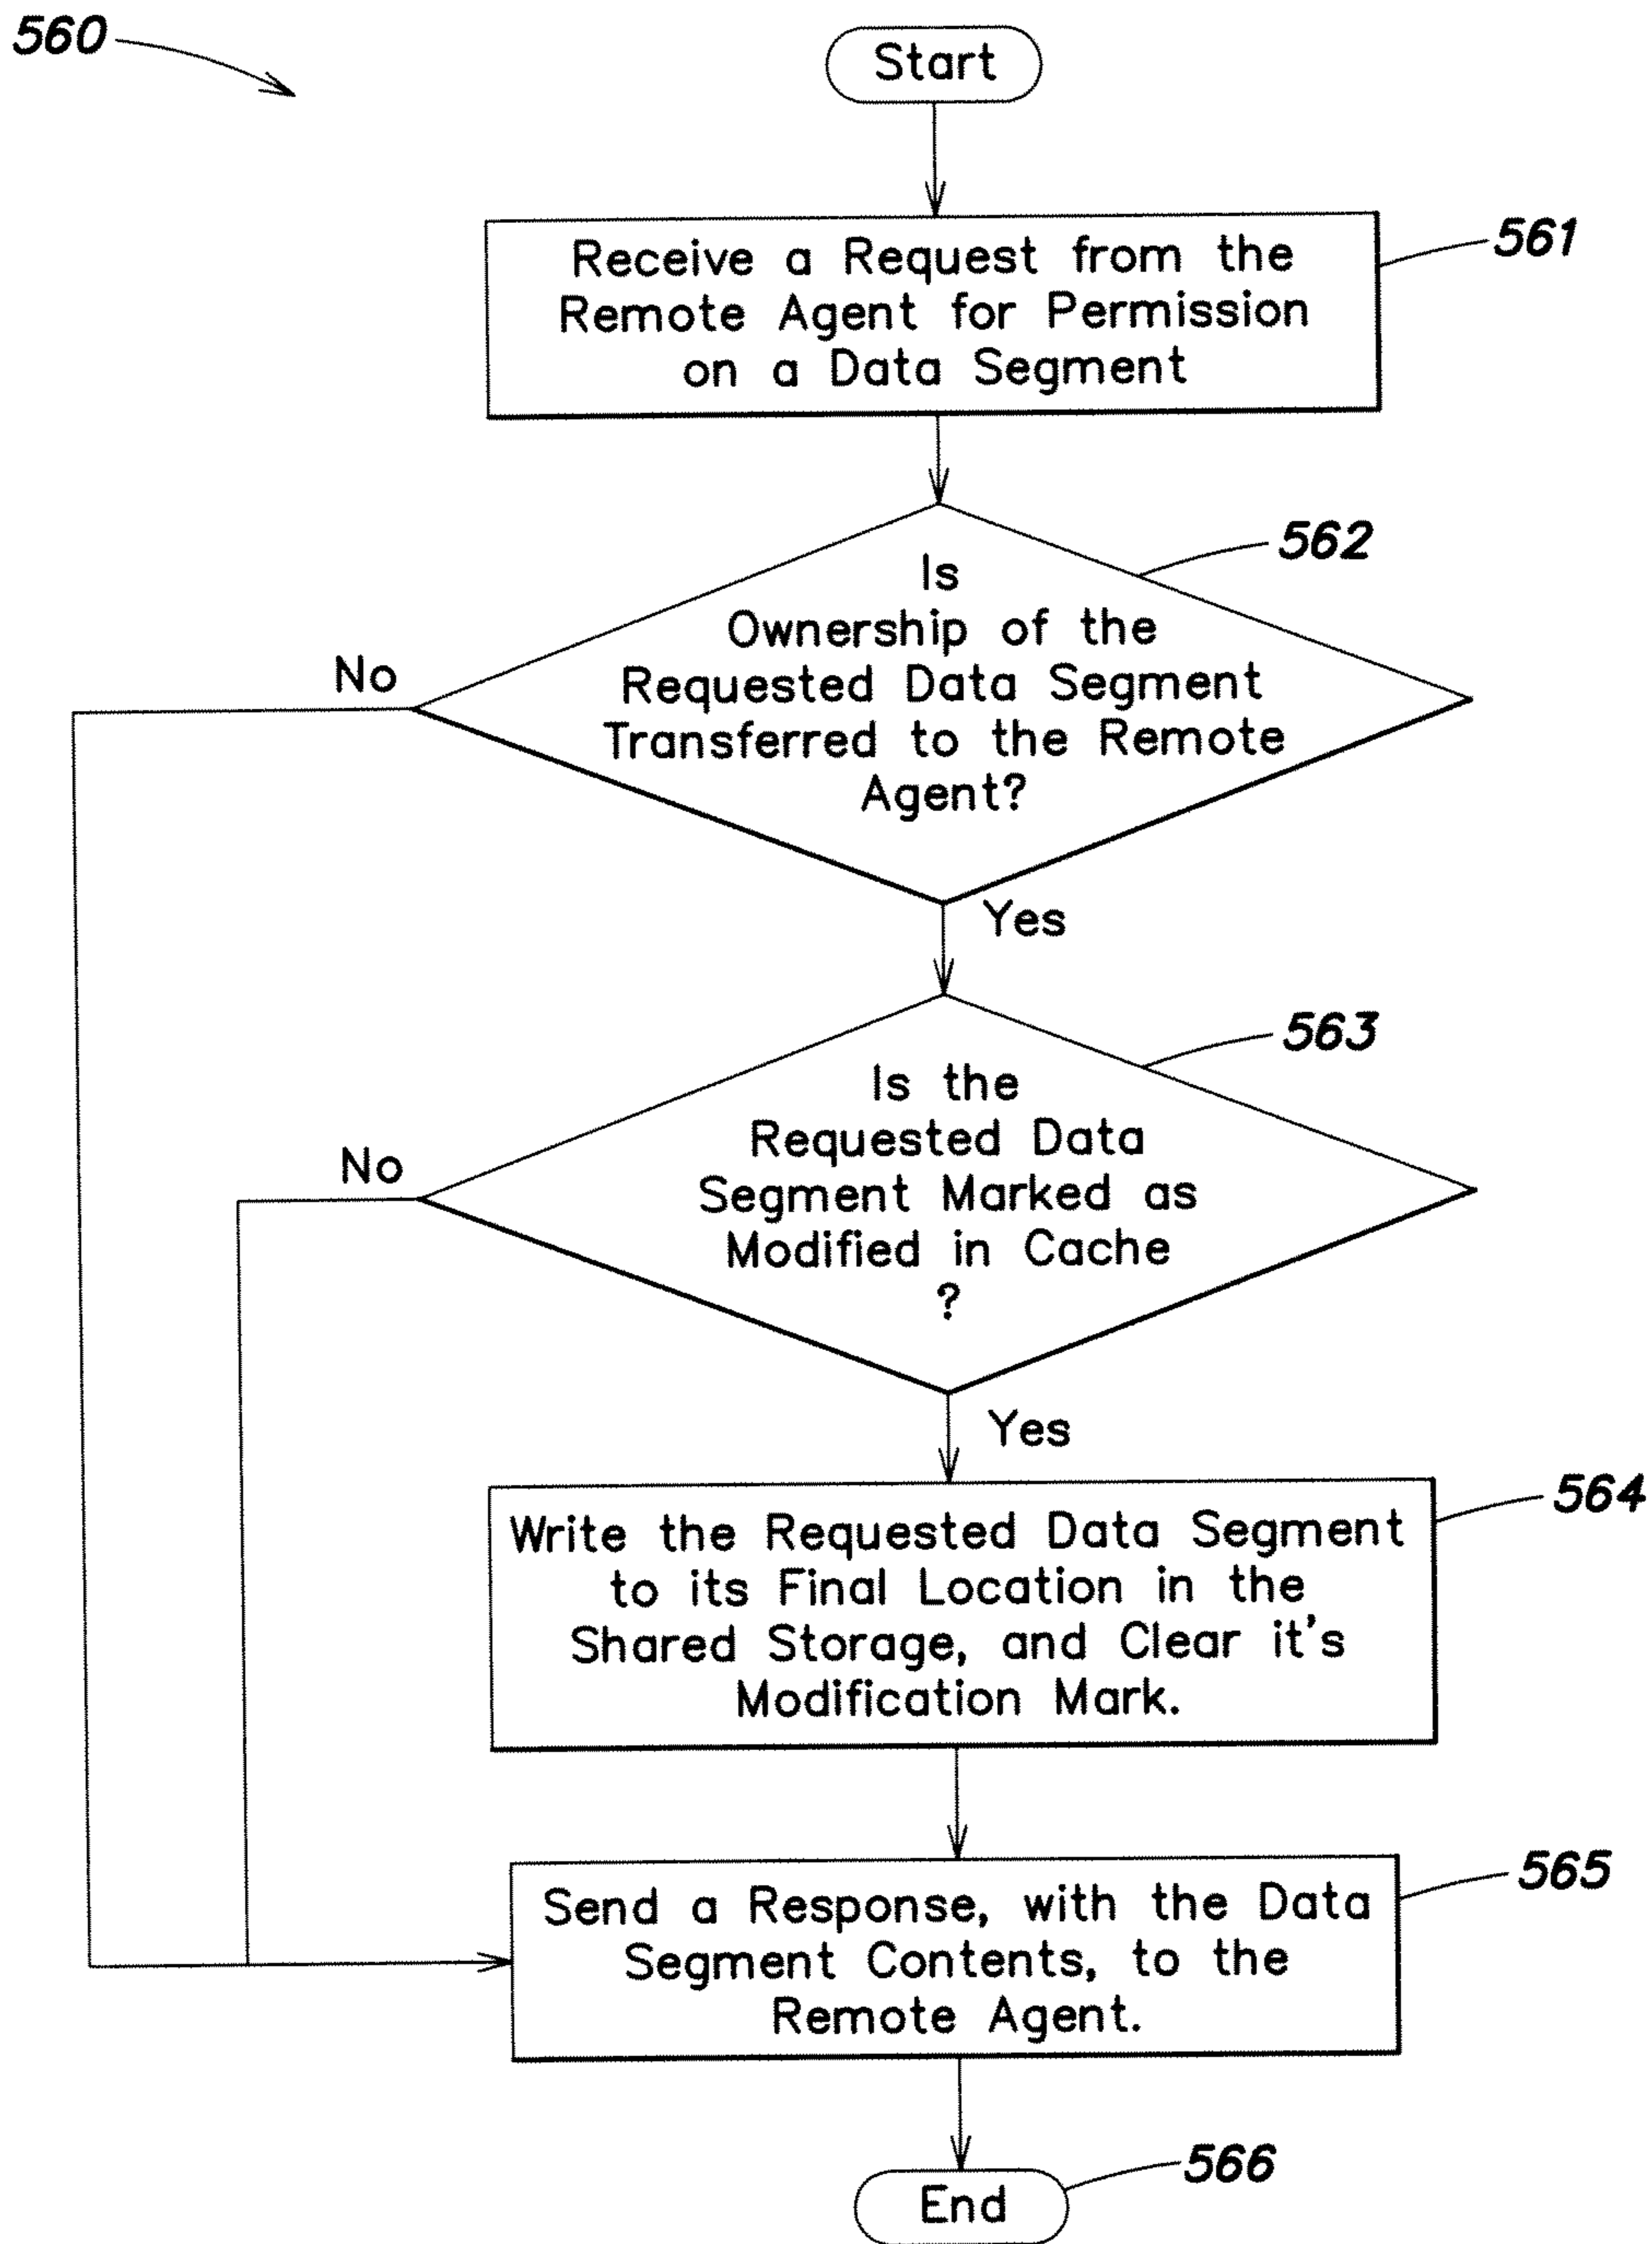 560
Start
Receive a Request from the
Remote Agent for Permission
on a Data Segment
561
562
Is
Ownership of the
Requested Data Segment
Transferred to the Remote
Agent?
No
Yes
563
Is the
Requested Data
Segment Marked as
Modified in Cache
?
No
Yes
564
Write the Requested Data Segment
to its Final Location in the
Shared Storage, and Clear it's
Modification Mark.
565
Send a Response, with the Data
Segment Contents, to the
Remote Agent.
566
End